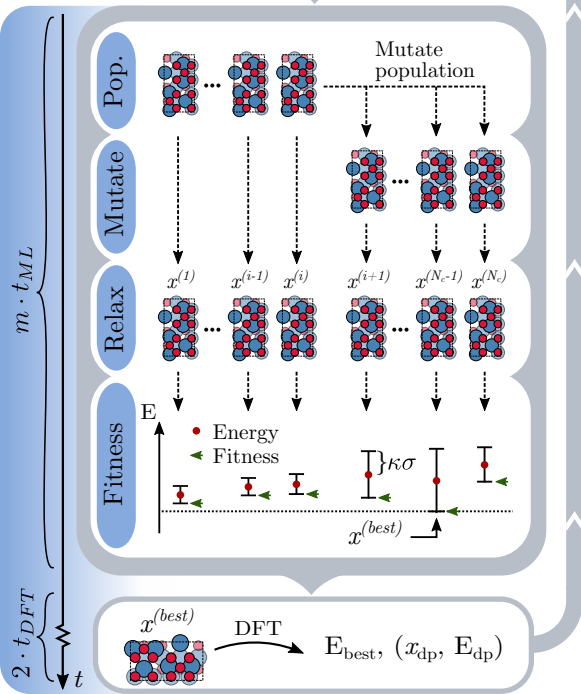 Pop.
...
Mutate
population
Mutate
...
x^(1) x^(i-1) x^(i) x^(i+1) x^(N_c-1) x^(N_c)
Relax
... ...
m · t_ML
Fitness
E
Energy
Fitness
κσ
x^(best)
2 · t_DFT
t
x^(best)
DFT
E_best, (x_dp, E_dp)